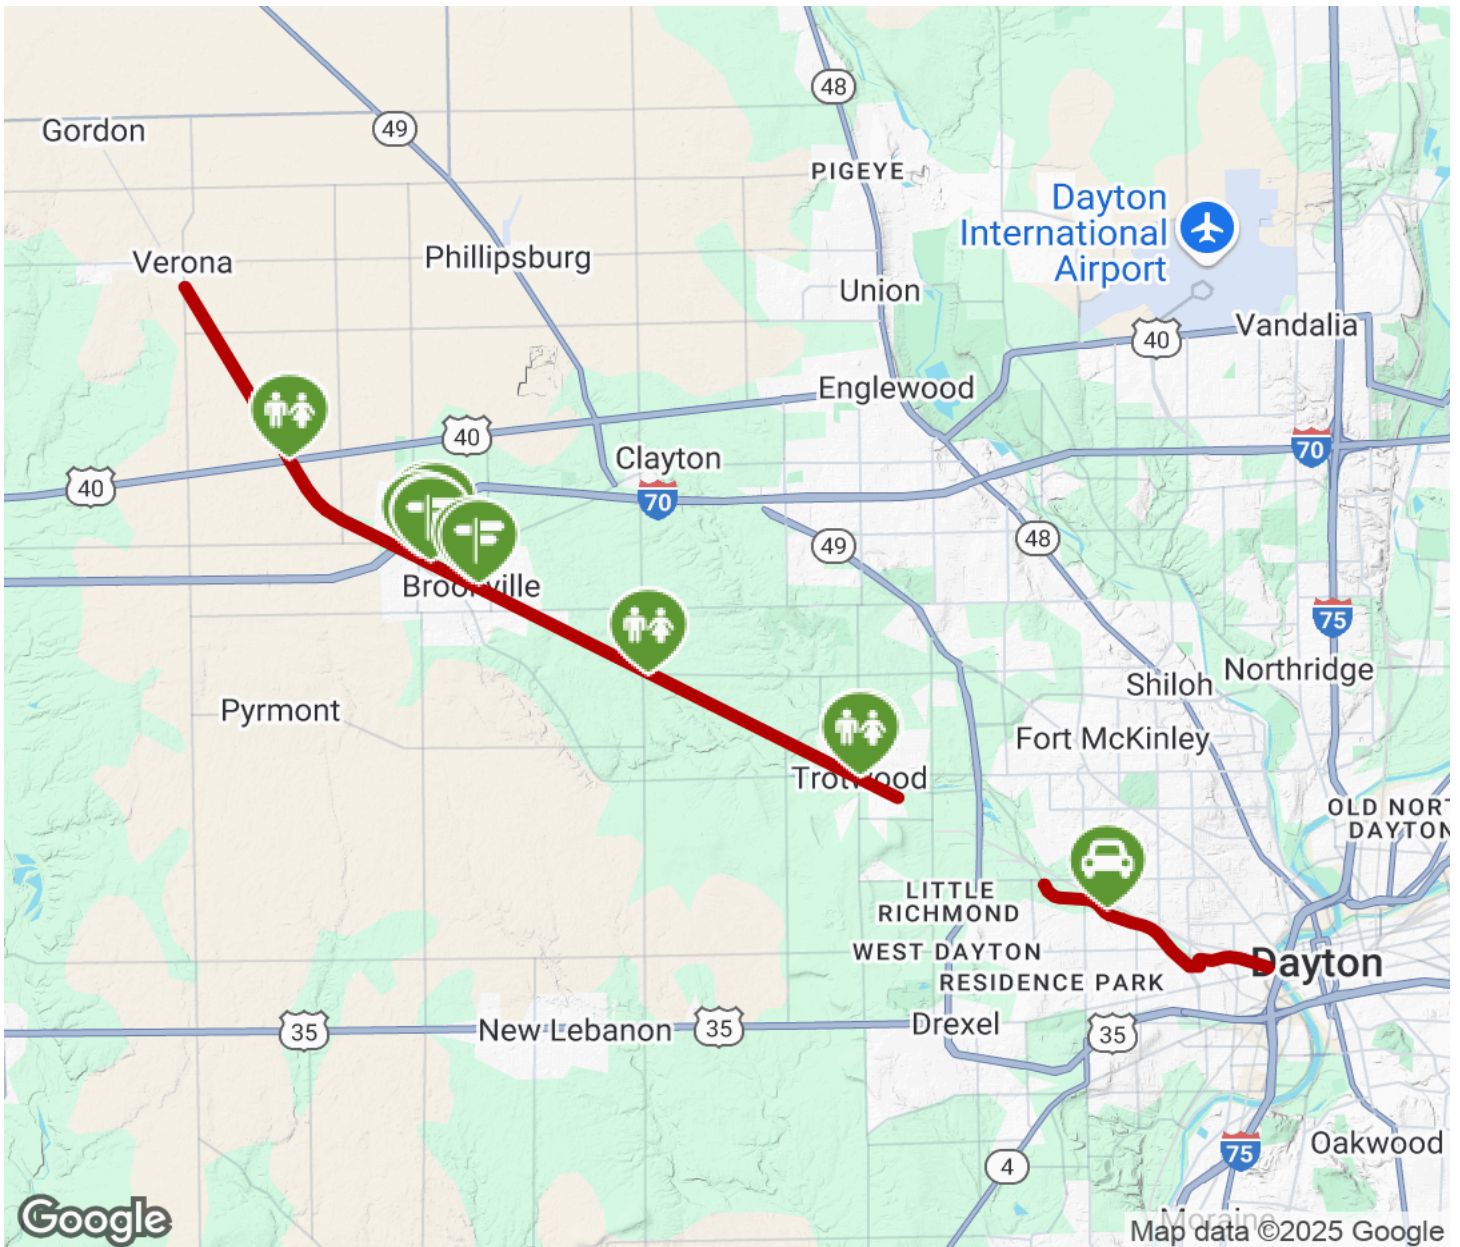 48
49
Gordon
PIGEYE
Dayton
International
Airport
Verona
Phillipsburg
Union
Vandalia
40
Englewood
40
70
Clayton
40
70
49
48
Brookville
75
Northridge
Shiloh
Pyrmont
Fort McKinley
Trotwood
OLD NORT
DAYTON
LITTLE
RICHMOND
WEST DAYTON
Dayton
RESIDENCE PARK
35
New Lebanon
35
Drexel
35
Oakwood
75
4
Moraine
Google
Map data ©2025 Google